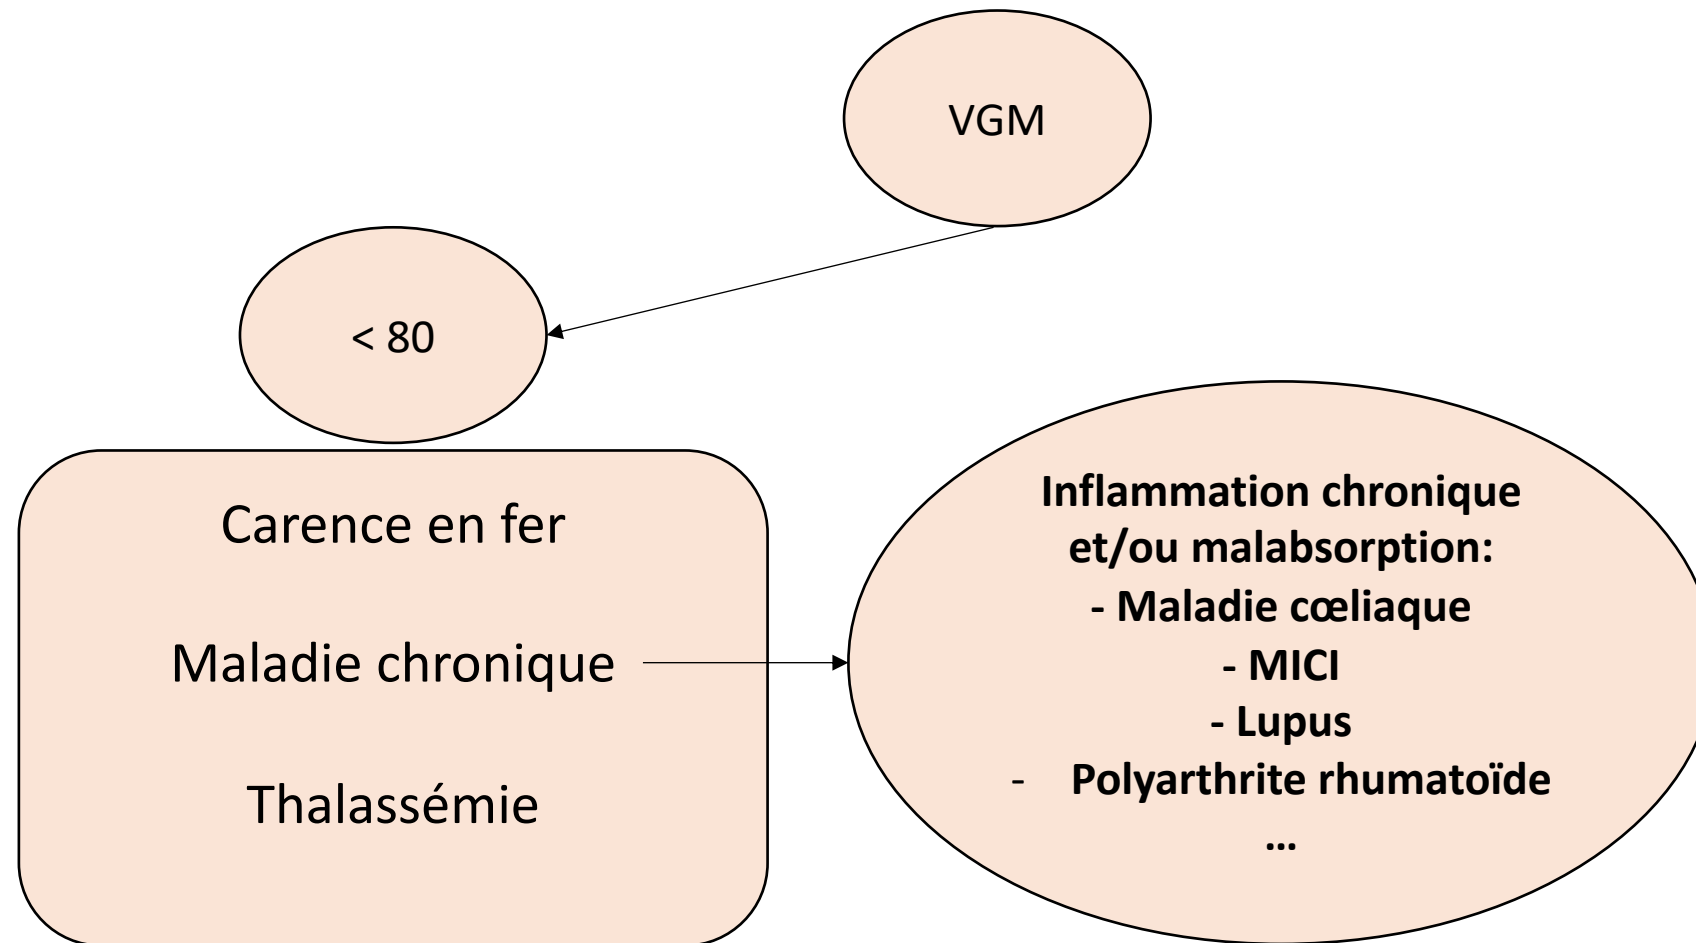 VGM
< 80
Carence en fer
Maladie chronique
Thalassémie
Inflammation chronique
et/ou malabsorption:
- Maladie cœliaque
- MICI
- Lupus
- Polyarthrite rhumatoïde
...